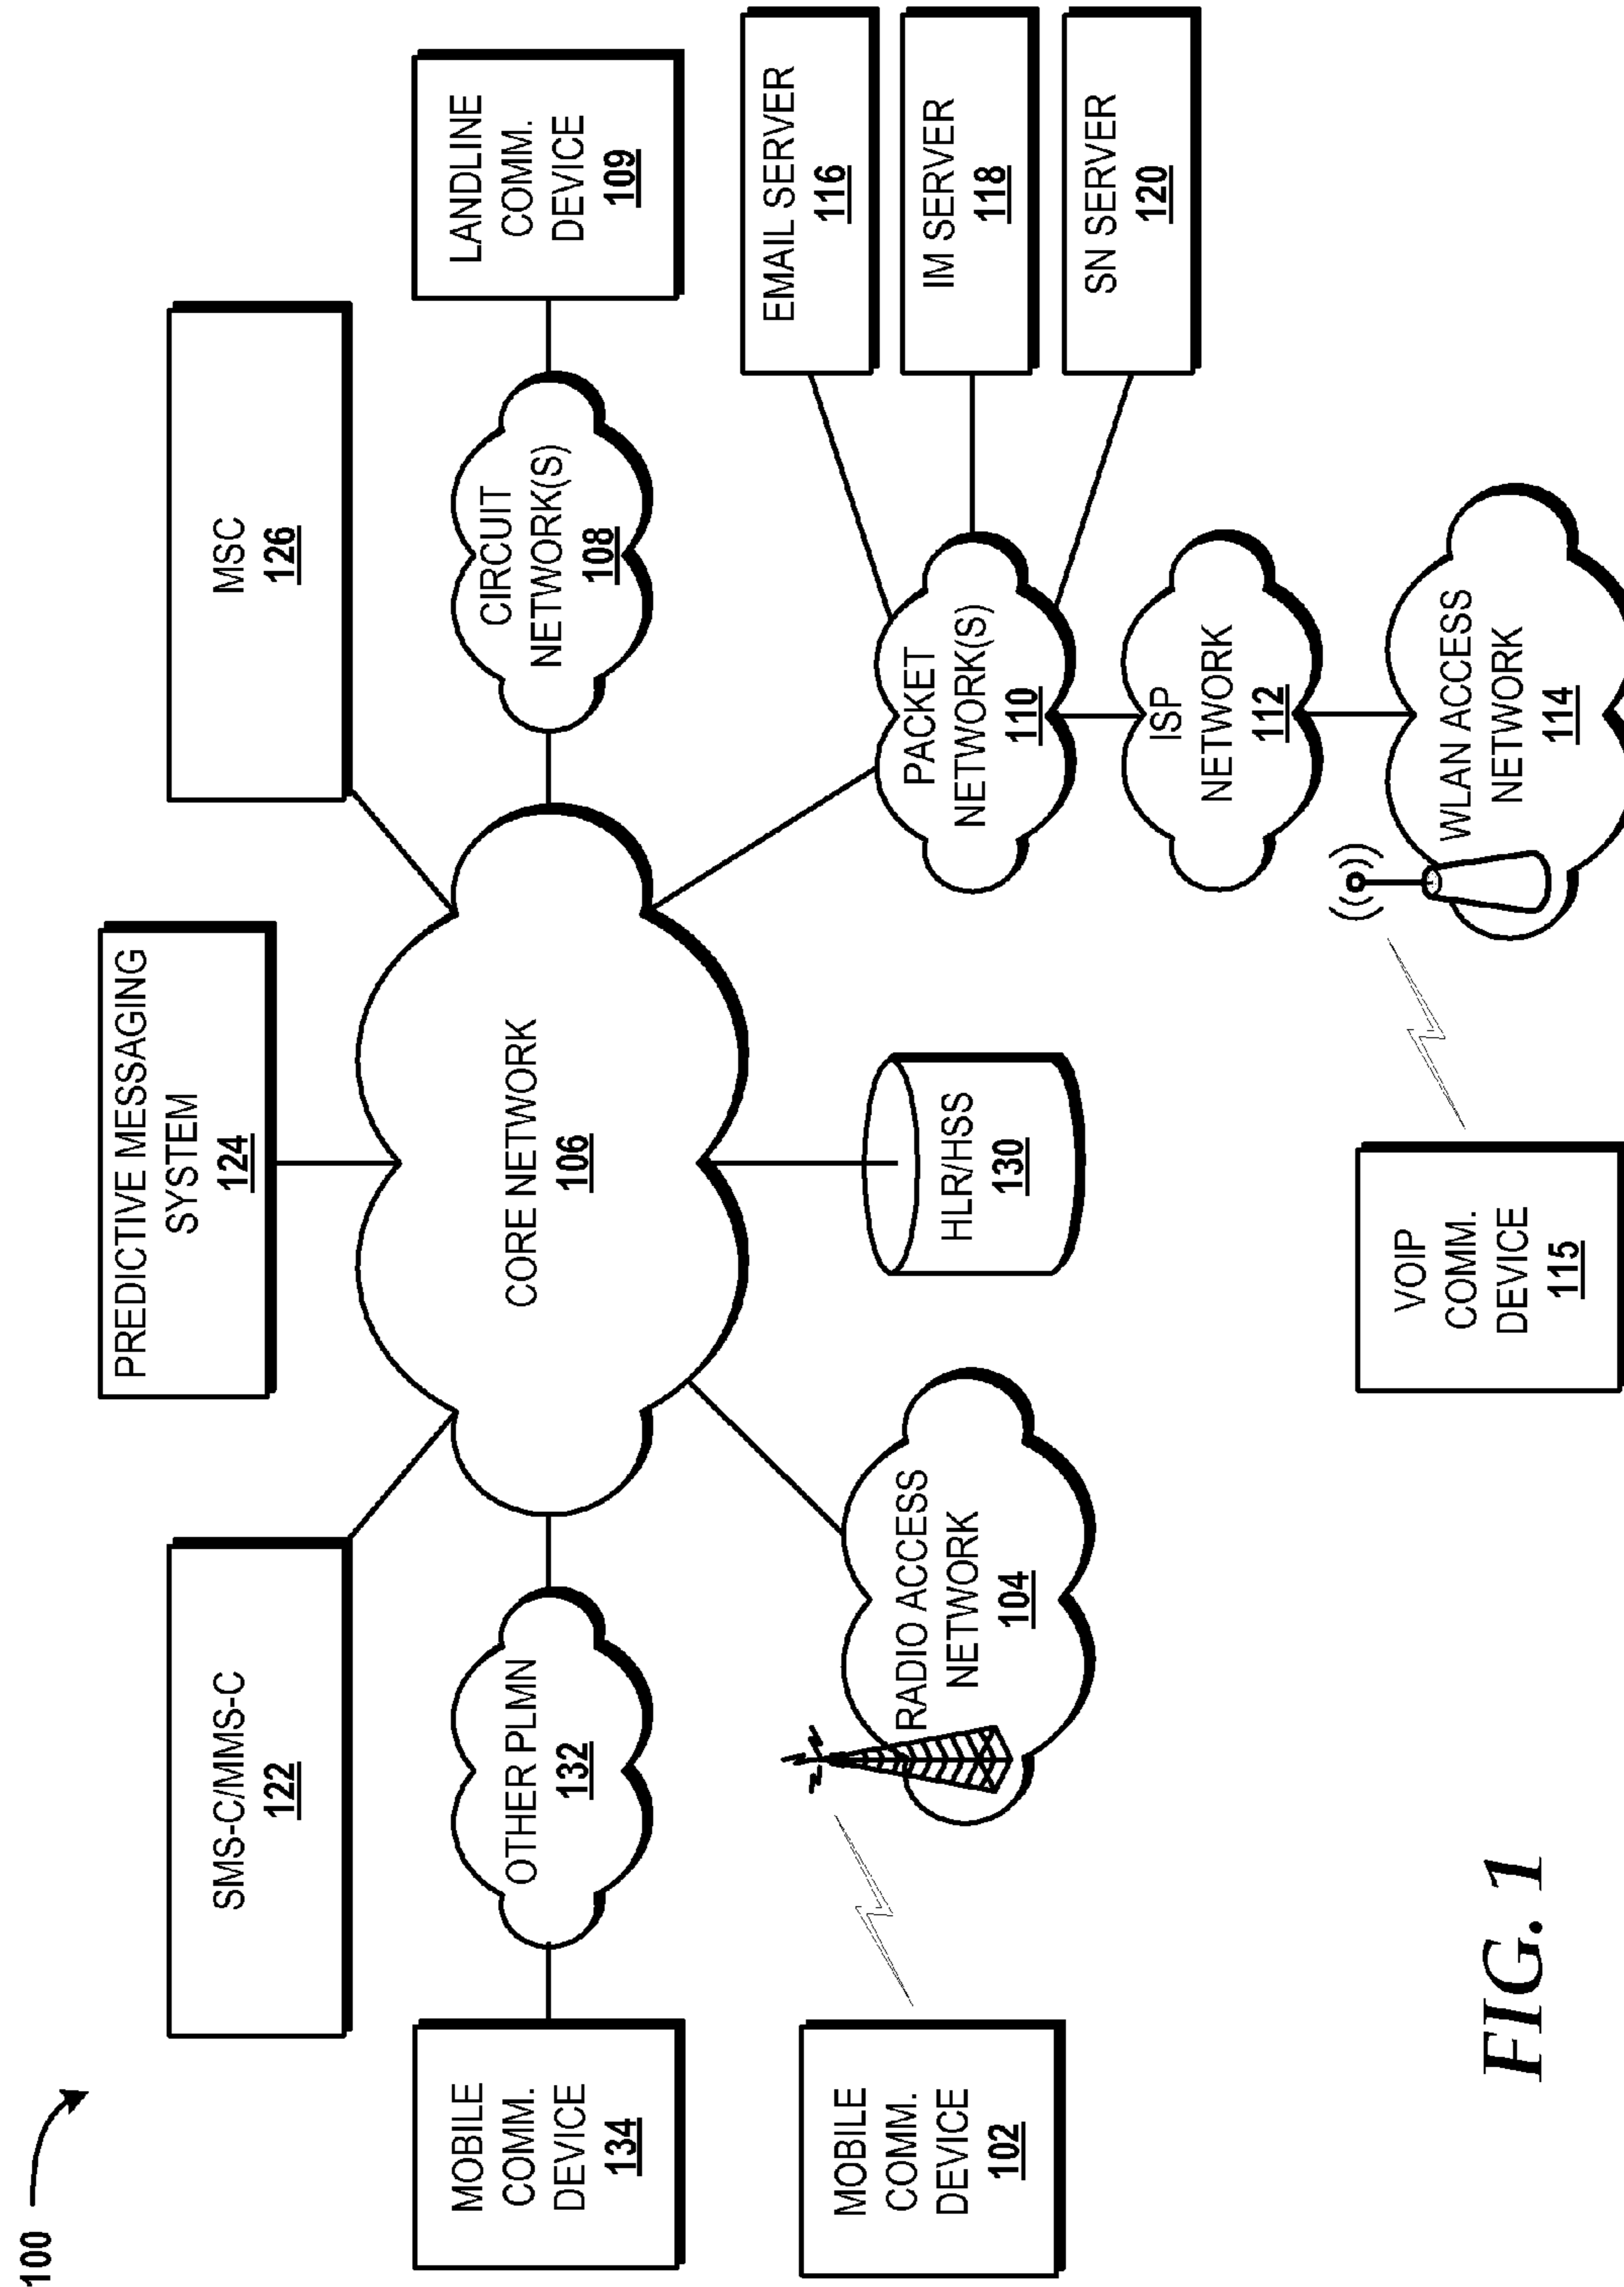 100
SMS-C/MMS-C
122
PREDICTIVE MESSAGING
SYSTEM
124
MSC
126
MOBILE
COMM.
DEVICE
134
OTHER PLMN
132
CORE NETWORK
106
CIRCUIT
NETWORK(S)
108
LANDLINE
COMM.
DEVICE
109
MOBILE
COMM.
DEVICE
102
RADIO ACCESS
NETWORK
104
HLR/HSS
130
PACKET
NETWORK(S)
110
EMAIL SERVER
116
IM SERVER
118
SN SERVER
120
ISP
NETWORK
112
VOIP
COMM.
DEVICE
115
WLAN ACCESS
NETWORK
114
FIG. 1